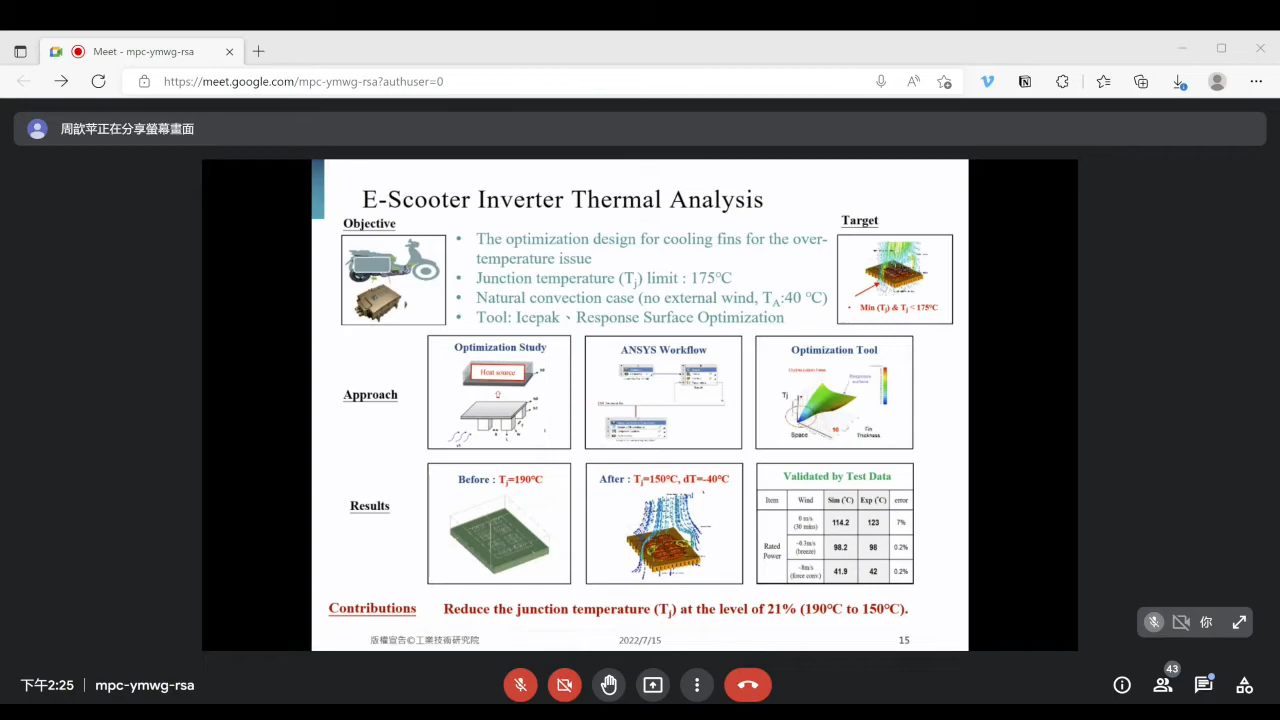 Meet - mpc-ymwg-rsa
https://meet.google.com/mpc-ymwg-rsa?authuser=0
周歆苹正在分享螢幕畫面
E-Scooter Inverter Thermal Analysis
Objective
• The optimization design for cooling fins for the over-
temperature issue
• Junction temperature (Tj) limit : 175℃
• Natural convection case (no external wind, TA:40 ℃)
• Tool: Icepak、Response Surface Optimization
Target
• Min (Tj) & Tj < 175℃
Approach
Optimization Study
Heat source
ANSYS Workflow
Optimization Tool
Tj
Space
Fin
Thickness
Results
Before : Tj=190℃
After : Tj=150℃, dT=-40℃
Validated by Test Data
Item Wind Sim (℃) Exp (℃) error
Rated
Power
0 m/s
(30 mins) 114.2 123 7%
~0.3m/s
(breeze) 98.2 98 0.2%
~8m/s
(force conv.) 41.9 42 0.2%
Contributions
Reduce the junction temperature (Tj) at the level of 21% (190℃ to 150℃).
版權宣告©工業技術研究院
2022/7/15
15
你
下午2:25
mpc-ymwg-rsa
43